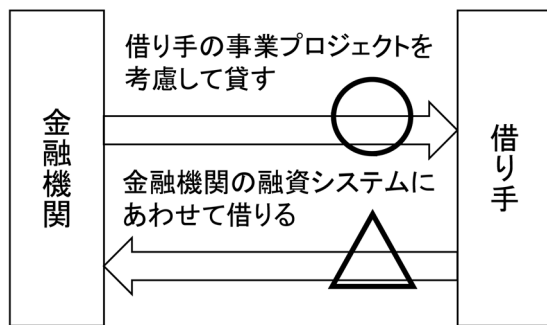 金融機関
借り手の事業プロジェクトを
考慮して貸す
金融機関の融資システムに
あわせて借りる
借り手